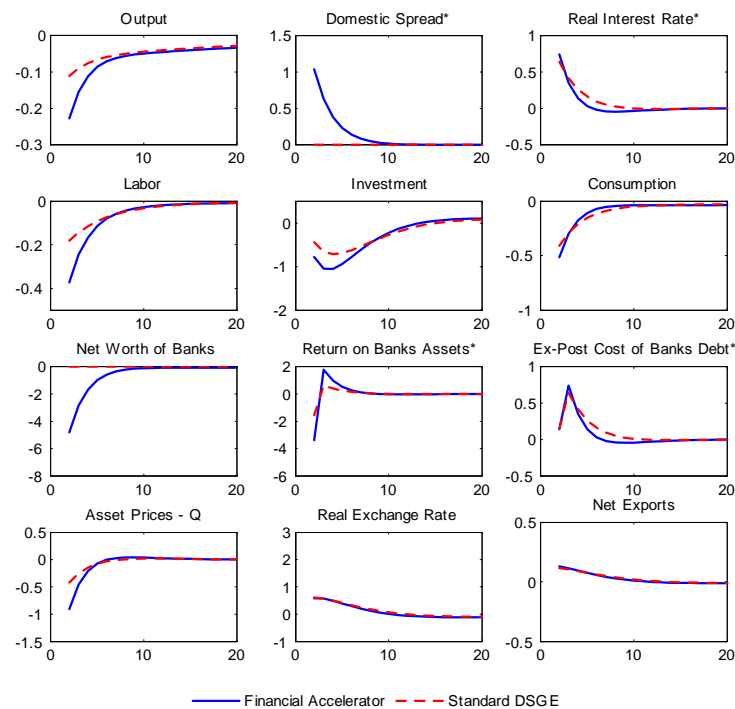 Output Domestic Spread* Real Interest Rate*
0 1.5 1
-0.1 1 0.5
-0.2 0.5 0
-0.3 0 -0.5
0 10 20 0 10 20 0 10 20
Labor Investment Consumption
0 0 0
-0.2 -1 -0.5
-0.4 -2 -1
0 10 20 0 10 20 0 10 20
Net Worth of Banks Return on Banks Assets* Ex-Post Cost of Banks Debt*
0 2 1
-2 0 0.5
-4 -2 0
-6 -4 -0.5
-8 -6
0 10 20 0 10 20 0 10 20
Asset Prices - Q Real Exchange Rate Net Exports
0.5 3 0.5
0 2 0
-0.5 1 -0.5
-1 0
-1.5 -1
0 10 20 0 10 20 0 10 20
Financial Accelerator Standard DSGE